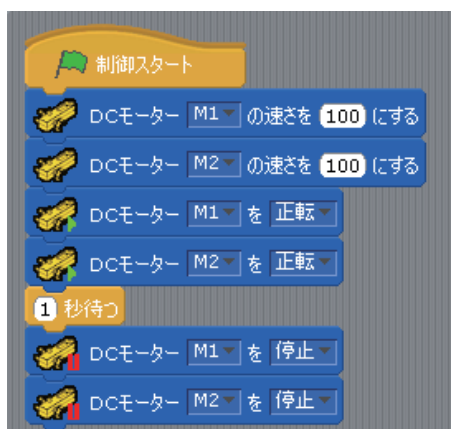 制御スタート
DCモーター M1 の速さを 100 にする
DCモーター M2 の速さを 100 にする
DCモーター M1 を 正転
DCモーター M2 を 正転
1 秒待つ
DCモーター M1 を 停止
DCモーター M2 を 停止